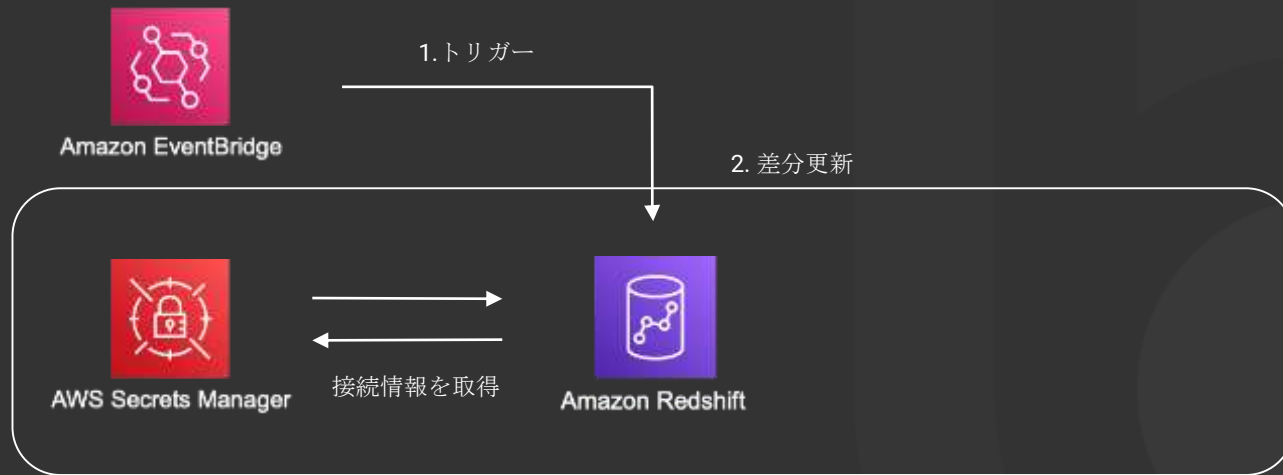 1.トリガー
Amazon EventBridge
2. 差分更新
接続情報を取得
AWS Secrets Manager
Amazon Redshift